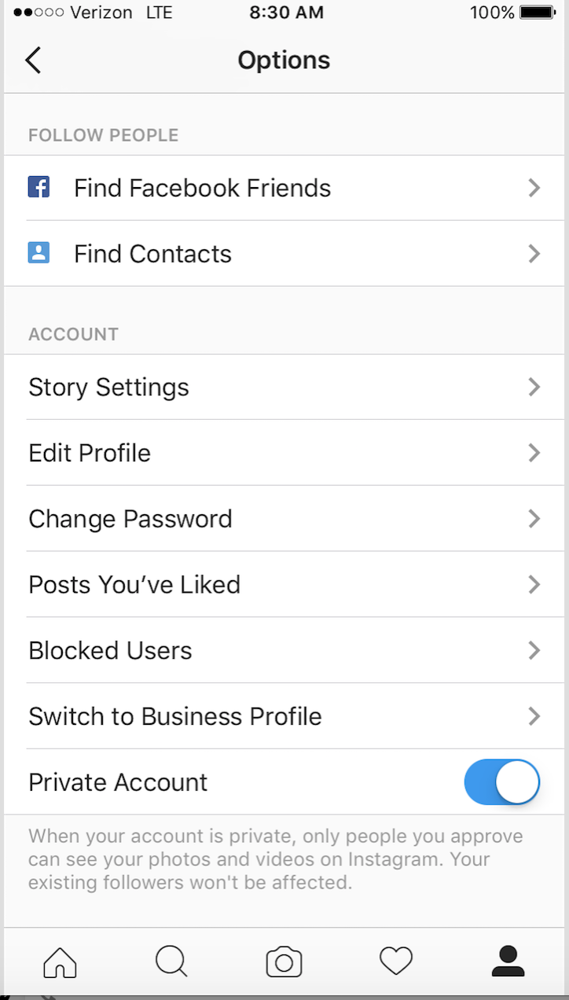 Verizon LTE 8:30 AM 100%
Options
FOLLOW PEOPLE
Find Facebook Friends
Find Contacts
ACCOUNT
Story Settings
Edit Profile
Change Password
Posts You’ve Liked
Blocked Users
Switch to Business Profile
Private Account
When your account is private, only people you approve
can see your photos and videos on Instagram. Your
existing followers won't be affected.